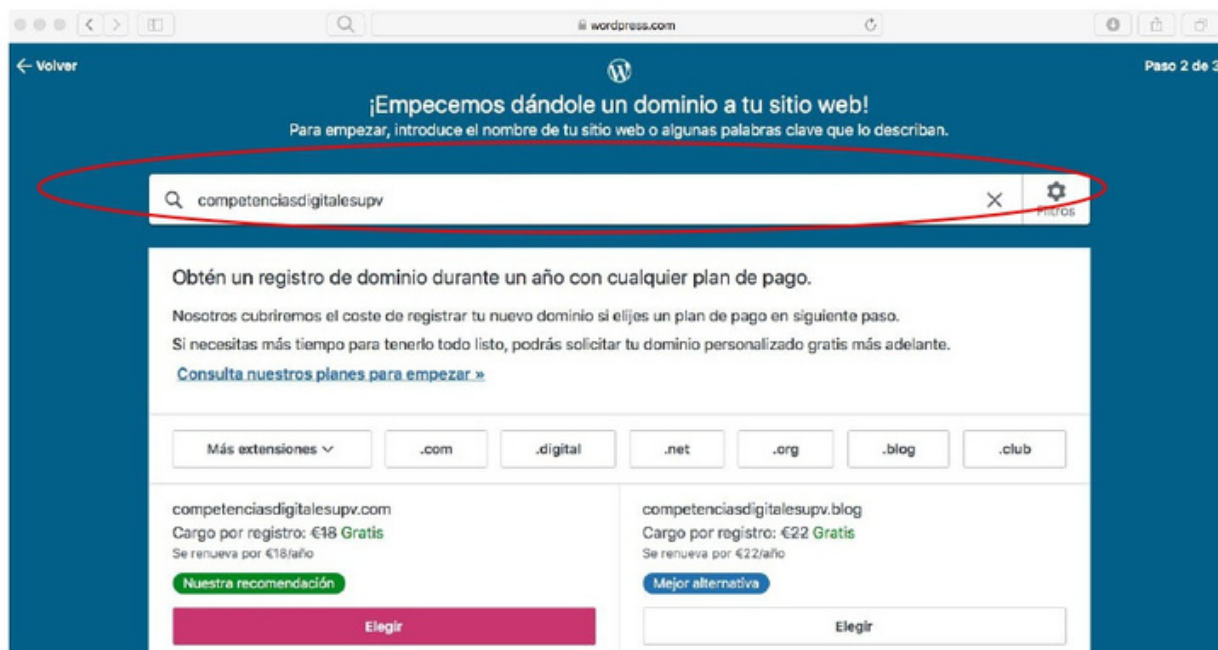 wordpress.com
← Volver
Paso 2 de 3
¡Empecemos dándole un dominio a tu sitio web!
Para empezar, introduce el nombre de tu sitio web o algunas palabras clave que lo describan.
competenciasdigitalesupv
Filtros
Obtén un registro de dominio durante un año con cualquier plan de pago.
Nosotros cubriremos el coste de registrar tu nuevo dominio si elijes un plan de pago en siguiente paso.
Si necesitas más tiempo para tenerlo todo listo, podrás solicitar tu dominio personalizado gratis más adelante.
Consulta nuestros planes para empezar »
Más extensiones
.com
.digital
.net
.org
.blog
.club
competenciasdigitalesupv.com
Cargo por registro: €18 Gratis
Se renueva por €18/año
Nuestra recomendación
Elegir
competenciasdigitalesupv.blog
Cargo por registro: €22 Gratis
Se renueva por €22/año
Mejor alternativa
Elegir